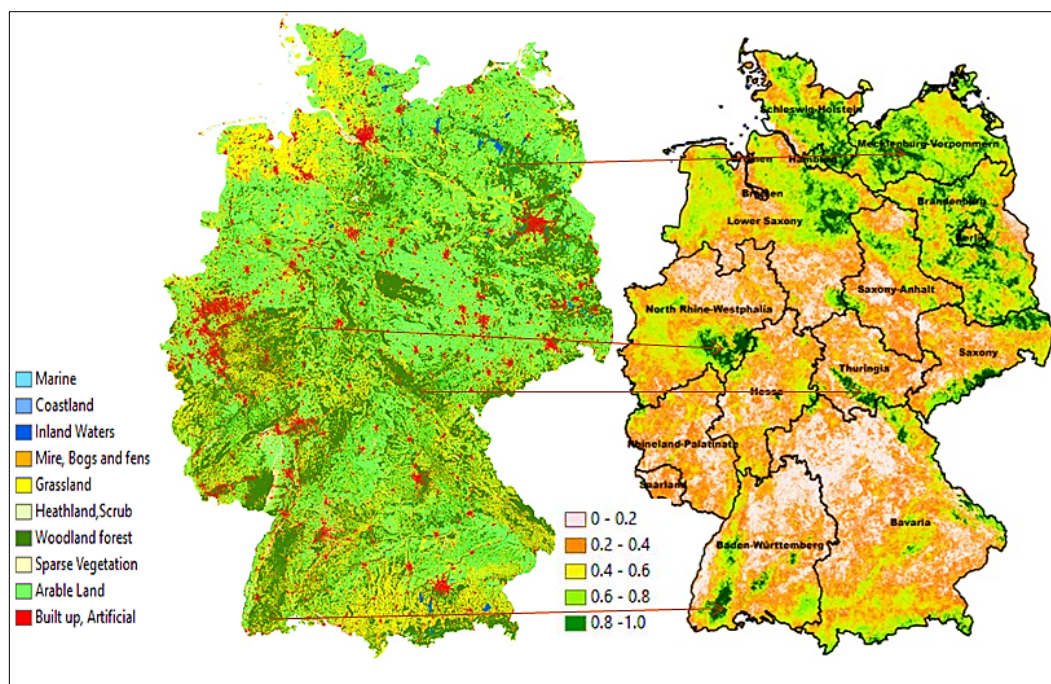 Marine
Coastland
Inland Waters
Mire, Bogs and fens
Grassland
Heathland,Scrub
Woodland forest
Sparse Vegetation
Arable Land
Built up, Artificial
Schleswig-Holstein
Mecklenburg-Vorpommern
Hamburg
Bremen
Brandenburg
Lower Saxony
Berlin
Saxony-Anhalt
North Rhine-Westphalia
Saxony
Thuringia
Hesse
Rhineland-Palatinate
Saarland
Bavaria
Baden-Württemberg
0 - 0.2
0.2 - 0.4
0.4 - 0.6
0.6 - 0.8
0.8 -1.0